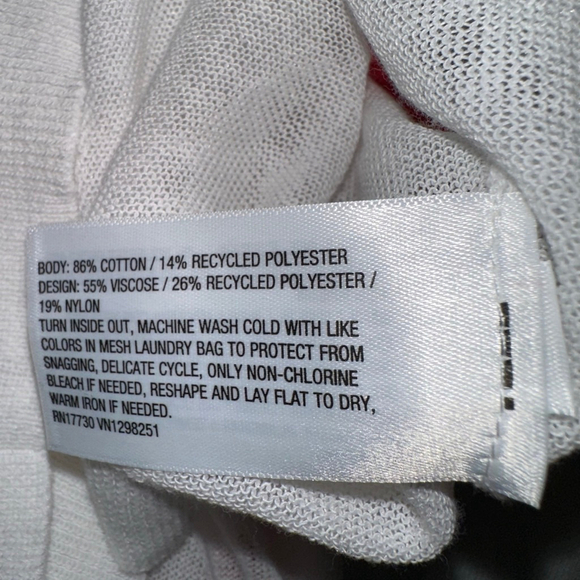 BODY: 86% COTTON / 14% RECYCLED POLYESTER
DESIGN: 55% VISCOSE / 26% RECYCLED POLYESTER /
19% NYLON
TURN INSIDE OUT, MACHINE WASH COLD WITH LIKE
COLORS IN MESH LAUNDRY BAG TO PROTECT FROM
SNAGGING, DELICATE CYCLE, ONLY NON-CHLORINE
BLEACH IF NEEDED, RESHAPE AND LAY FLAT TO DRY,
WARM IRON IF NEEDED.
RN17730 VN1298251